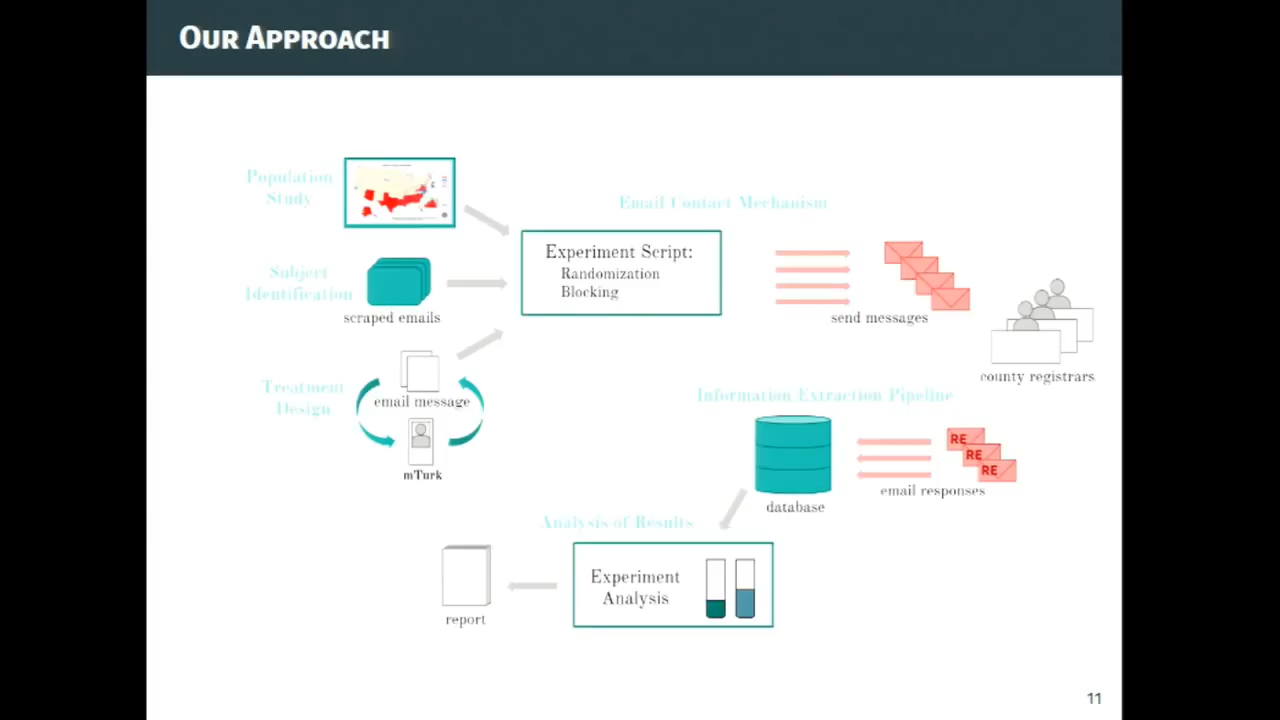 Our Approach
Population
Study
Email Contact Mechanism
Experiment Script:
Randomization
Blocking
Subject
Identification
scraped emails
send messages
county registrars
Treatment
Design
email message
mTurk
Information Extraction Pipeline
RE
RE
RE
email responses
database
Analysis of Results
Experiment
Analysis
report
11